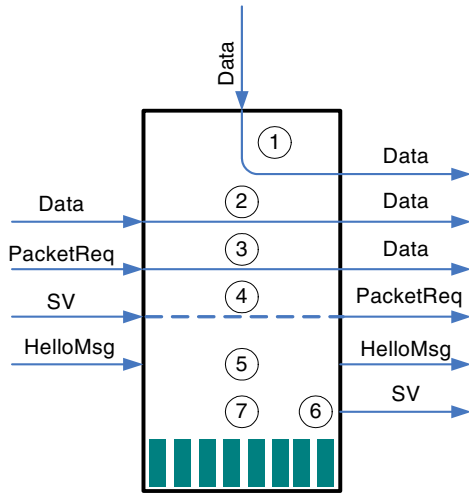 Data
1
Data
2
Data
Data
3
PacketReq
Data
4
SV
PacketReq
HelloMsg
HelloMsg
5
SV
7
6